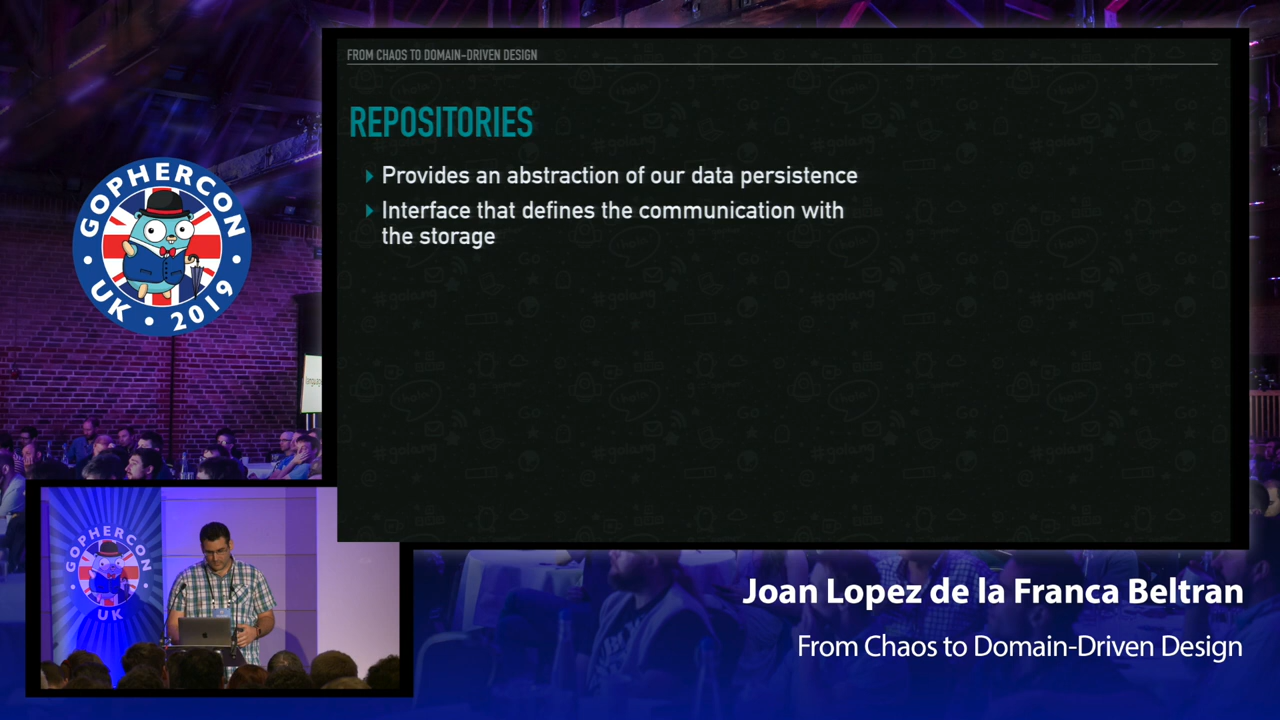 FROM CHAOS TO DOMAIN-DRIVEN DESIGN
REPOSITORIES
Provides an abstraction of our data persistence
Interface that defines the communication with
the storage
GOPHERCON
UK • 2019
GOPHERCON
UK
Joan Lopez de la Franca Beltran
From Chaos to Domain-Driven Design